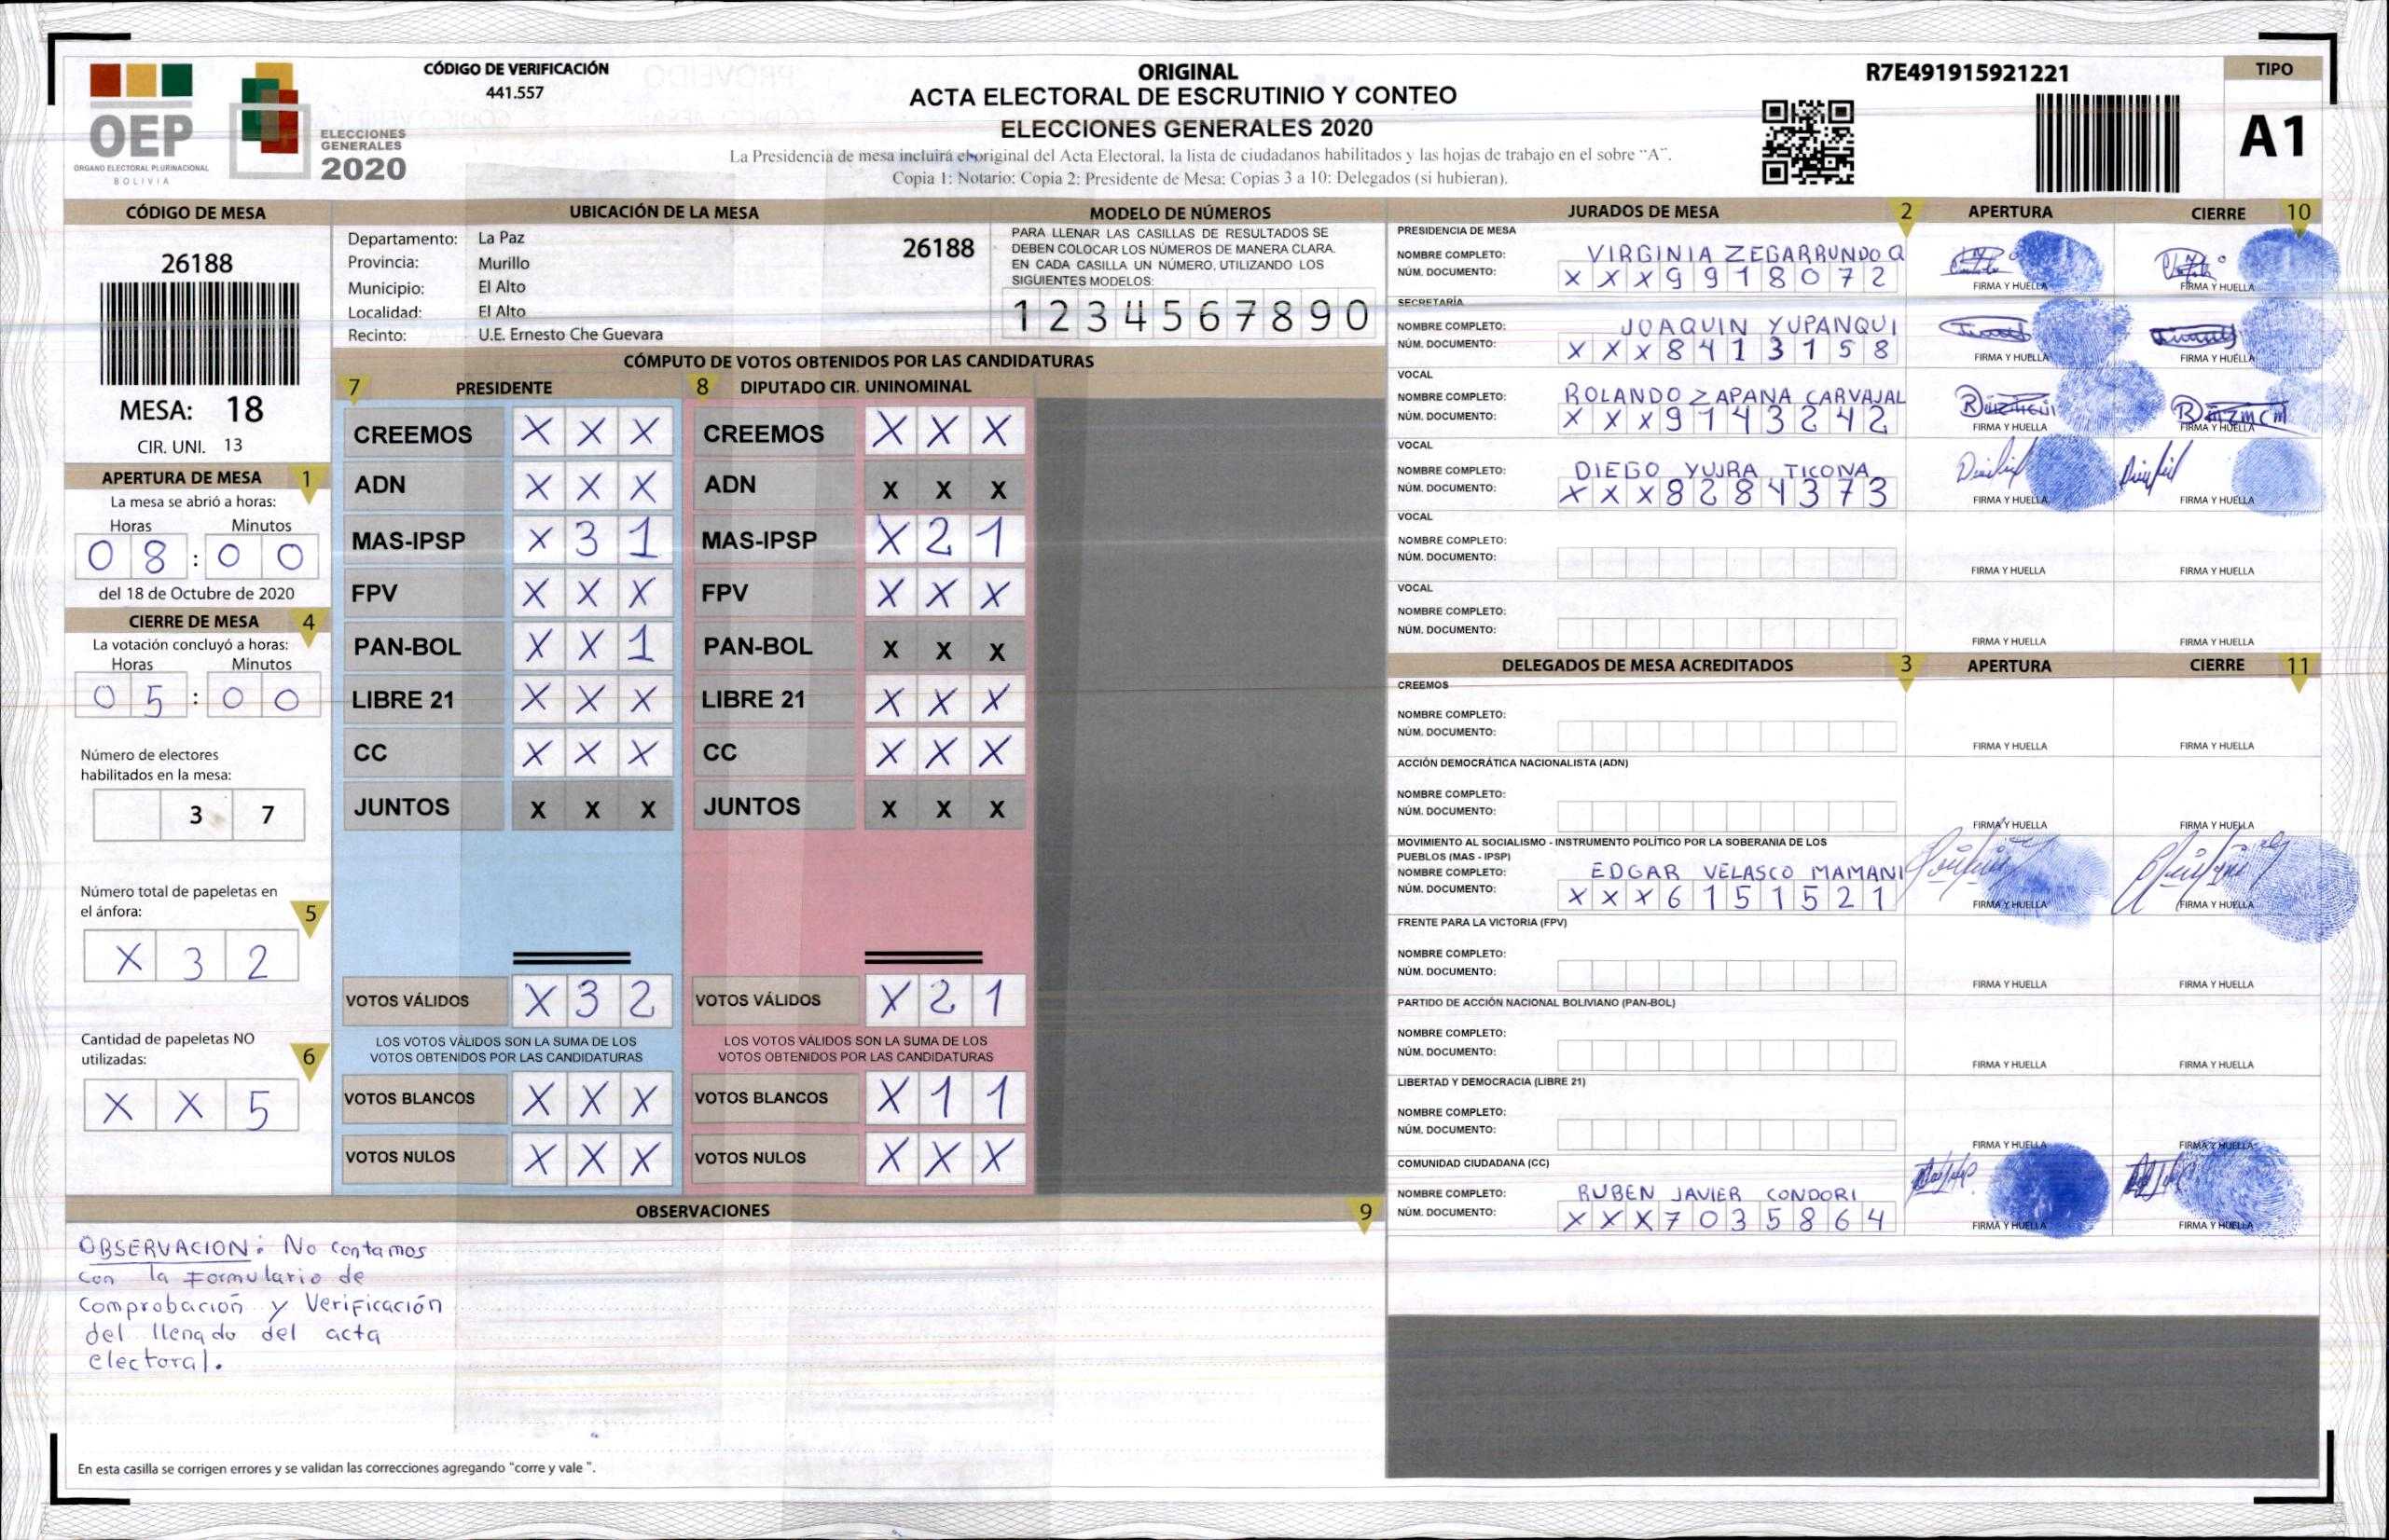 OEP
ORGANO ELECTORAL PLURINACIONAL
BOLIVIA
ELECCIONES
GENERALES
2020
CÓDIGO DE VERIFICACIÓN
441.557
ORIGINAL
ACTA ELECTORAL DE ESCRUTINIO Y CONTEO
ELECCIONES GENERALES 2020
La Presidencia de mesa incluirá el original del Acta Electoral, la lista de ciudadanos habilitados y las hojas de trabajo en el sobre "A".
Copia 1: Notario; Copia 2: Presidente de Mesa; Copias 3 a 10: Delegados (si hubieran).
R7E491915921221
TIPO
A1
CÓDIGO DE MESA
26188
MESA: 18
CIR. UNI. 13
APERTURA DE MESA 1
La mesa se abrió a horas:
Horas Minutos
0 8 : 0 0
del 18 de Octubre de 2020
CIERRE DE MESA 4
La votación concluyó a horas:
Horas Minutos
0 5 : 0 0
Número de electores
habilitados en la mesa:
3 7
Número total de papeletas en
el ánfora: 5
X 3 2
Cantidad de papeletas NO
utilizadas: 6
X X 5
UBICACIÓN DE LA MESA
Departamento: La Paz
Provincia: Murillo
Municipio: El Alto
Localidad: El Alto
Recinto: U.E. Ernesto Che Guevara
26188
MODELO DE NÚMEROS
PARA LLENAR LAS CASILLAS DE RESULTADOS SE
DEBEN COLOCAR LOS NÚMEROS DE MANERA CLARA.
EN CADA CASILLA UN NÚMERO, UTILIZANDO LOS
SIGUIENTES MODELOS:
1 2 3 4 5 6 7 8 9 0
CÓMPUTO DE VOTOS OBTENIDOS POR LAS CANDIDATURAS
7 PRESIDENTE
CREEMOS X X X
ADN X X X
MAS-IPSP X 3 1
FPV X X X
PAN-BOL X X 1
LIBRE 21 X X X
CC X X X
JUNTOS X X X
VOTOS VÁLIDOS X 3 2
LOS VOTOS VÁLIDOS SON LA SUMA DE LOS
VOTOS OBTENIDOS POR LAS CANDIDATURAS
VOTOS BLANCOS X X X
VOTOS NULOS X X X
8 DIPUTADO CIR. UNINOMINAL
CREEMOS X X X
ADN X X X
MAS-IPSP X 2 1
FPV X X X
PAN-BOL X X X
LIBRE 21 X X X
CC X X X
JUNTOS X X X
VOTOS VÁLIDOS X 2 1
LOS VOTOS VÁLIDOS SON LA SUMA DE LOS
VOTOS OBTENIDOS POR LAS CANDIDATURAS
VOTOS BLANCOS X 1 1
VOTOS NULOS X X X
OBSERVACIONES 9
OBSERVACION: No contamos
con la Formulario de
comprobación y Verificación
del llenado del acta
electoral.
En esta casilla se corrigen errores y se validan las correcciones agregando "corre y vale ".
JURADOS DE MESA 2 APERTURA CIERRE 10
PRESIDENCIA DE MESA
NOMBRE COMPLETO: VIRGINIA ZEGARRUNDO Q
NÚM. DOCUMENTO: X X X 9 9 1 8 0 7 2
FIRMA Y HUELLA FIRMA Y HUELLA
SECRETARÍA
NOMBRE COMPLETO: JOAQUIN YUPANQUI
NÚM. DOCUMENTO: X X X 8 4 1 3 1 5 8
FIRMA Y HUELLA FIRMA Y HUELLA
VOCAL
NOMBRE COMPLETO: ROLANDO ZAPANA CARVAJAL
NÚM. DOCUMENTO: X X X 9 1 4 3 2 4 2
FIRMA Y HUELLA FIRMA Y HUELLA
VOCAL
NOMBRE COMPLETO: DIEGO YUJRA TICONA
NÚM. DOCUMENTO: X X X 8 2 8 4 3 7 3
FIRMA Y HUELLA FIRMA Y HUELLA
VOCAL
NOMBRE COMPLETO:
NÚM. DOCUMENTO:
FIRMA Y HUELLA FIRMA Y HUELLA
VOCAL
NOMBRE COMPLETO:
NÚM. DOCUMENTO:
FIRMA Y HUELLA FIRMA Y HUELLA
DELEGADOS DE MESA ACREDITADOS 3 APERTURA CIERRE 11
CREEMOS
NOMBRE COMPLETO:
NÚM. DOCUMENTO:
FIRMA Y HUELLA FIRMA Y HUELLA
ACCIÓN DEMOCRÁTICA NACIONALISTA (ADN)
NOMBRE COMPLETO:
NÚM. DOCUMENTO:
FIRMA Y HUELLA FIRMA Y HUELLA
MOVIMIENTO AL SOCIALISMO - INSTRUMENTO POLÍTICO POR LA SOBERANIA DE LOS
PUEBLOS (MAS - IPSP)
NOMBRE COMPLETO: EDGAR VELASCO MAMANI
NÚM. DOCUMENTO: X X X 6 1 5 1 5 2 1
FIRMA Y HUELLA FIRMA Y HUELLA
FRENTE PARA LA VICTORIA (FPV)
NOMBRE COMPLETO:
NÚM. DOCUMENTO:
FIRMA Y HUELLA FIRMA Y HUELLA
PARTIDO DE ACCIÓN NACIONAL BOLIVIANO (PAN-BOL)
NOMBRE COMPLETO:
NÚM. DOCUMENTO:
FIRMA Y HUELLA FIRMA Y HUELLA
LIBERTAD Y DEMOCRACIA (LIBRE 21)
NOMBRE COMPLETO:
NÚM. DOCUMENTO:
FIRMA Y HUELLA FIRMA Y HUELLA
COMUNIDAD CIUDADANA (CC)
NOMBRE COMPLETO: RUBEN JAVIER CONDORI
NÚM. DOCUMENTO: X X X 7 0 3 5 8 6 4
FIRMA Y HUELLA FIRMA Y HUELLA